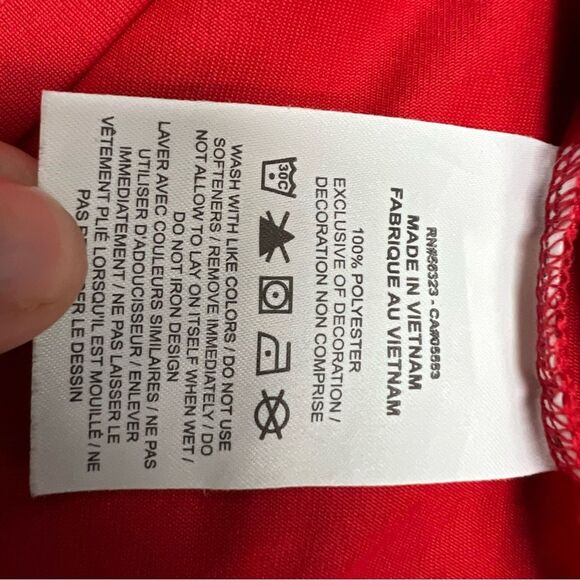 RN#56323 - CA#05553
MADE IN VIETNAM
FABRIQUE AU VIETNAM
100% POLYESTER
EXCLUSIVE OF DECORATION /
DECORATION NON COMPRISE
30C
WASH WITH LIKE COLORS / DO NOT USE
SOFTENERS / REMOVE IMMEDIATELY / DO
NOT ALLOW TO LAY ON ITSELF WHEN WET /
DO NOT IRON DESIGN
LAVER AVEC COULEURS SIMILAIRES / NE PAS
UTILISER D'ADOUCISSEUR / ENLEVER
IMMEDIATEMENT / NE PAS LAISSER LE
VÊTEMENT PLIÉ LORSQU'IL EST MOUILLÉ / NE
PAS LE DESSIN